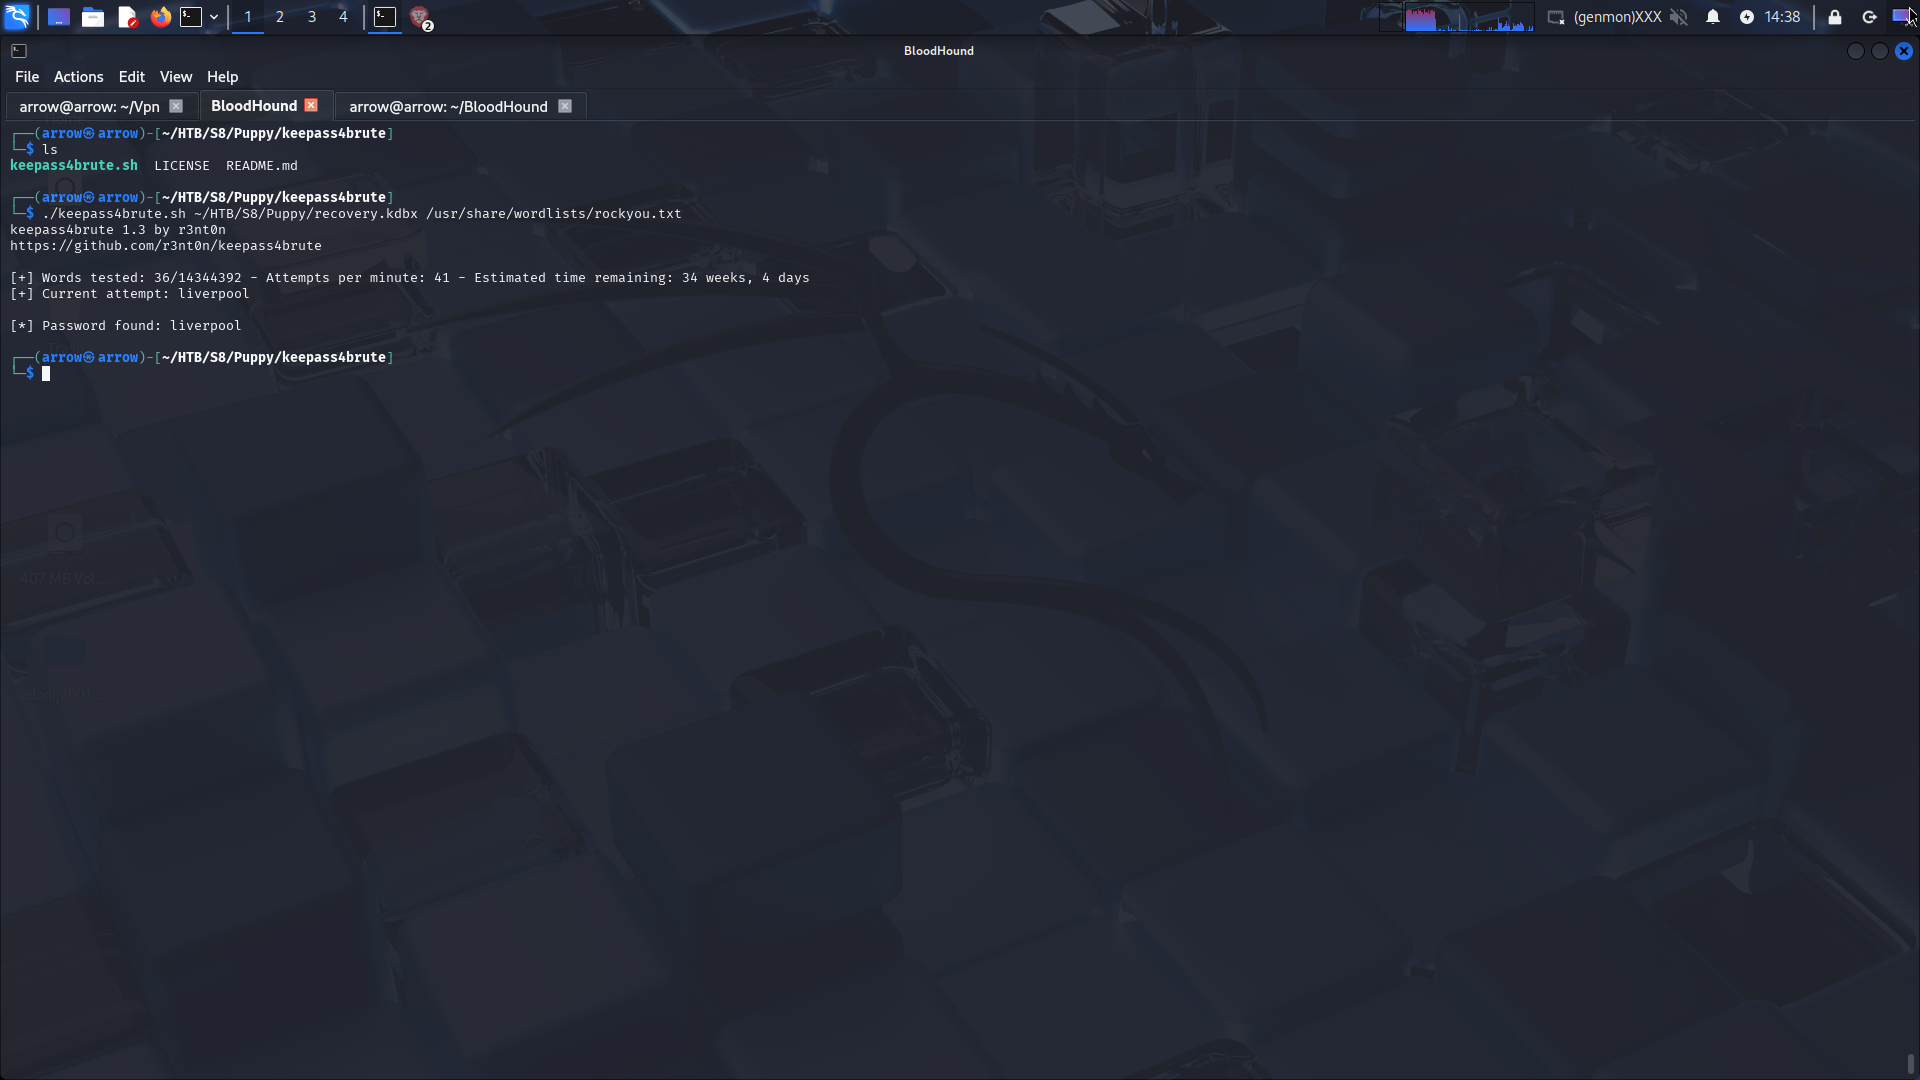 1 2 3 4 2 (genmon)XXX 14:38
BloodHound
File Actions Edit View Help
arrow@arrow: ~/Vpn BloodHound arrow@arrow: ~/BloodHound
┌──(arrow㉿arrow)-[~/HTB/S8/Puppy/keepass4brute]
└─$ ls
keepass4brute.sh LICENSE README.md
┌──(arrow㉿arrow)-[~/HTB/S8/Puppy/keepass4brute]
└─$ ./keepass4brute.sh ~/HTB/S8/Puppy/recovery.kdbx /usr/share/wordlists/rockyou.txt
keepass4brute 1.3 by r3nt0n
https://github.com/r3nt0n/keepass4brute
[+] Words tested: 36/14344392 - Attempts per minute: 41 - Estimated time remaining: 34 weeks, 4 days
[+] Current attempt: liverpool
[*] Password found: liverpool
┌──(arrow㉿arrow)-[~/HTB/S8/Puppy/keepass4brute]
└─$
407 MB Vol...